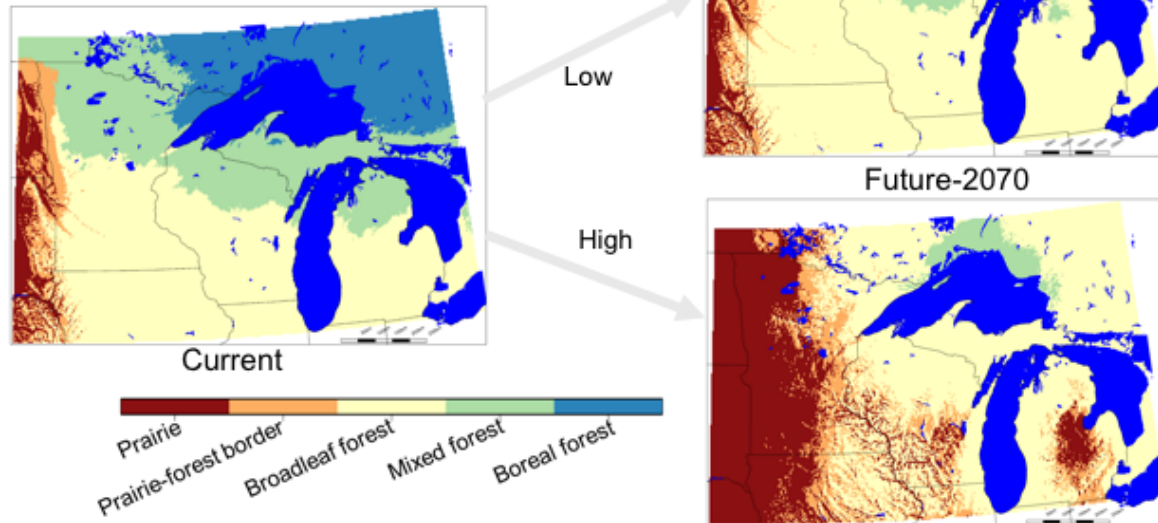 Low
Future-2070
High
Current
Prairie
Prairie-forest border
Broadleaf forest
Mixed forest
Boreal forest